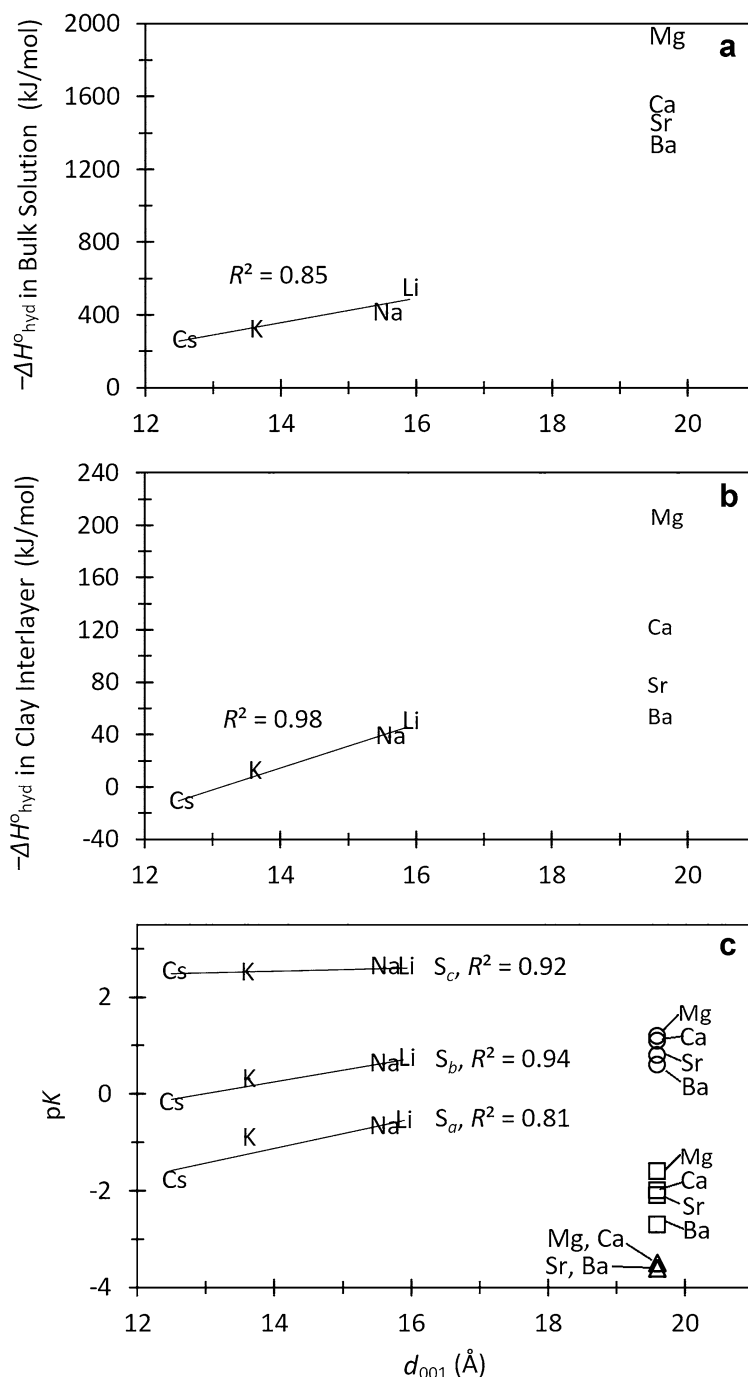 −ΔH°hyd in Bulk Solution (kJ/mol)
a
2000
1600
1200
800
400
0
Mg
Ca
Sr
Ba
R² = 0.85
Li
Na
K
Cs
12
14
16
18
20
−ΔH°hyd in Clay Interlayer (kJ/mol)
b
240
200
160
120
80
40
0
-40
Mg
Ca
Sr
Ba
R² = 0.98
Li
Na
K
Cs
12
14
16
18
20
pK
c
2
0
-2
-4
Cs
K
Na
Li
Sc, R² = 0.92
Cs
K
Na
Li
Sb, R² = 0.94
Cs
K
Na
Li
Sa, R² = 0.81
Mg
Ca
Sr
Ba
Mg
Ca
Sr
Ba
Mg, Ca
Sr, Ba
12
14
16
18
20
d001 (Å)